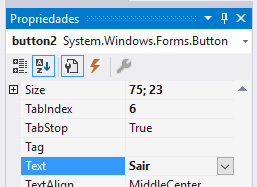 Propriedades
button2 System.Windows.Forms.Button
Size 75; 23
TabIndex 6
TabStop True
Tag
Text Sair
TextAlign MiddleCenter